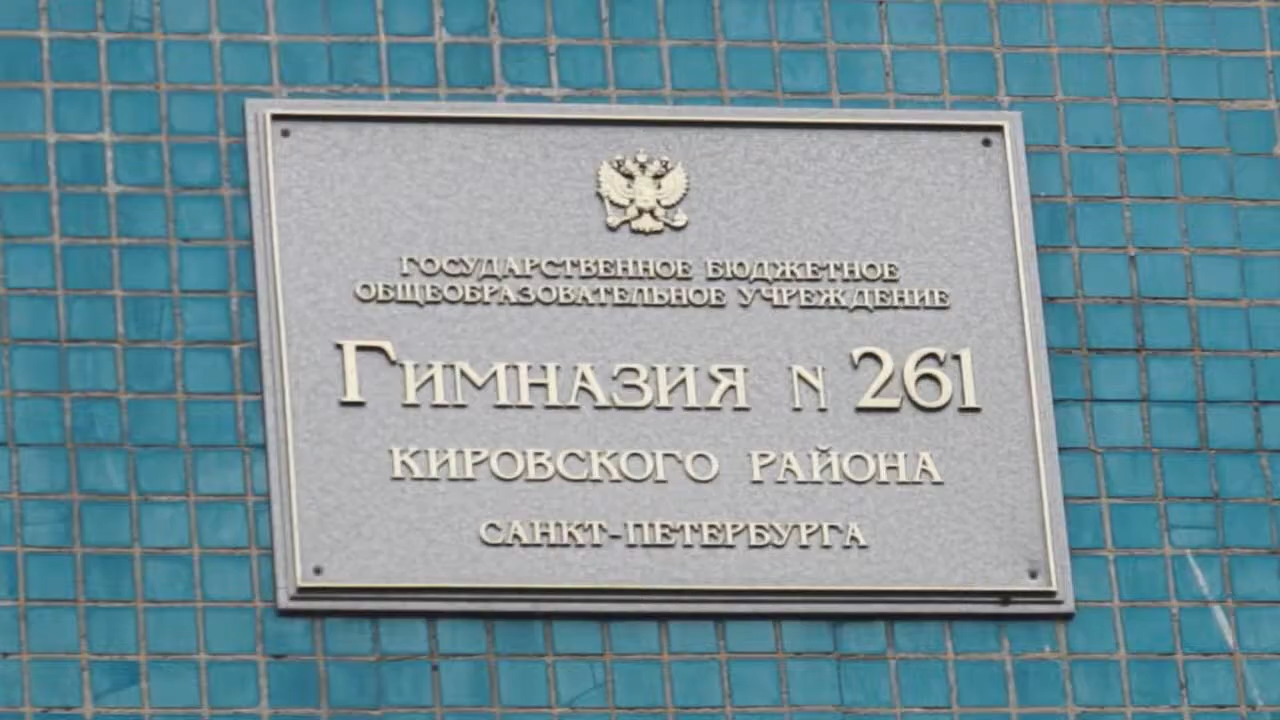 ГОСУДАРСТВЕННОЕ БЮДЖЕТНОЕ
ОБЩЕОБРАЗОВАТЕЛЬНОЕ УЧРЕЖДЕНИЕ
ГИМНАЗИЯ N 261
КИРОВСКОГО РАЙОНА
САНКТ-ПЕТЕРБУРГА